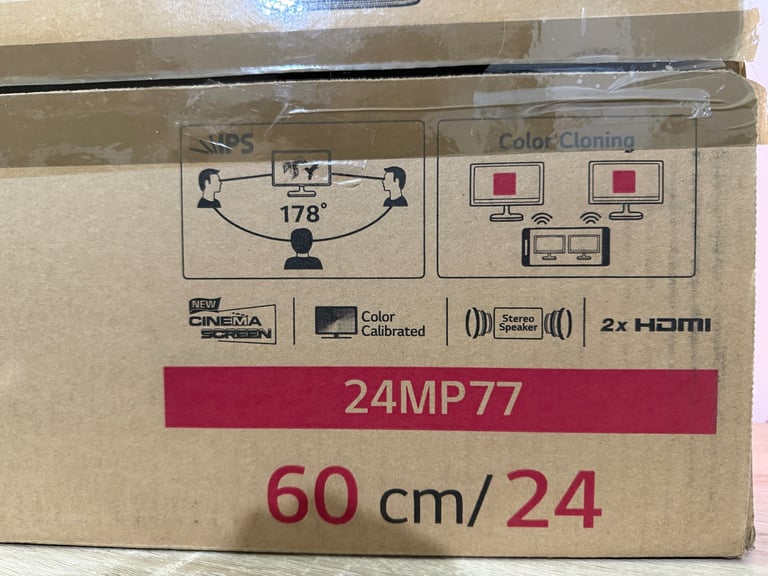 IPS
178°
Color Cloning
NEW
CINEMA
SCREEN
Color
Calibrated
Stereo
Speaker
2x HDMI
24MP77
60 cm/24